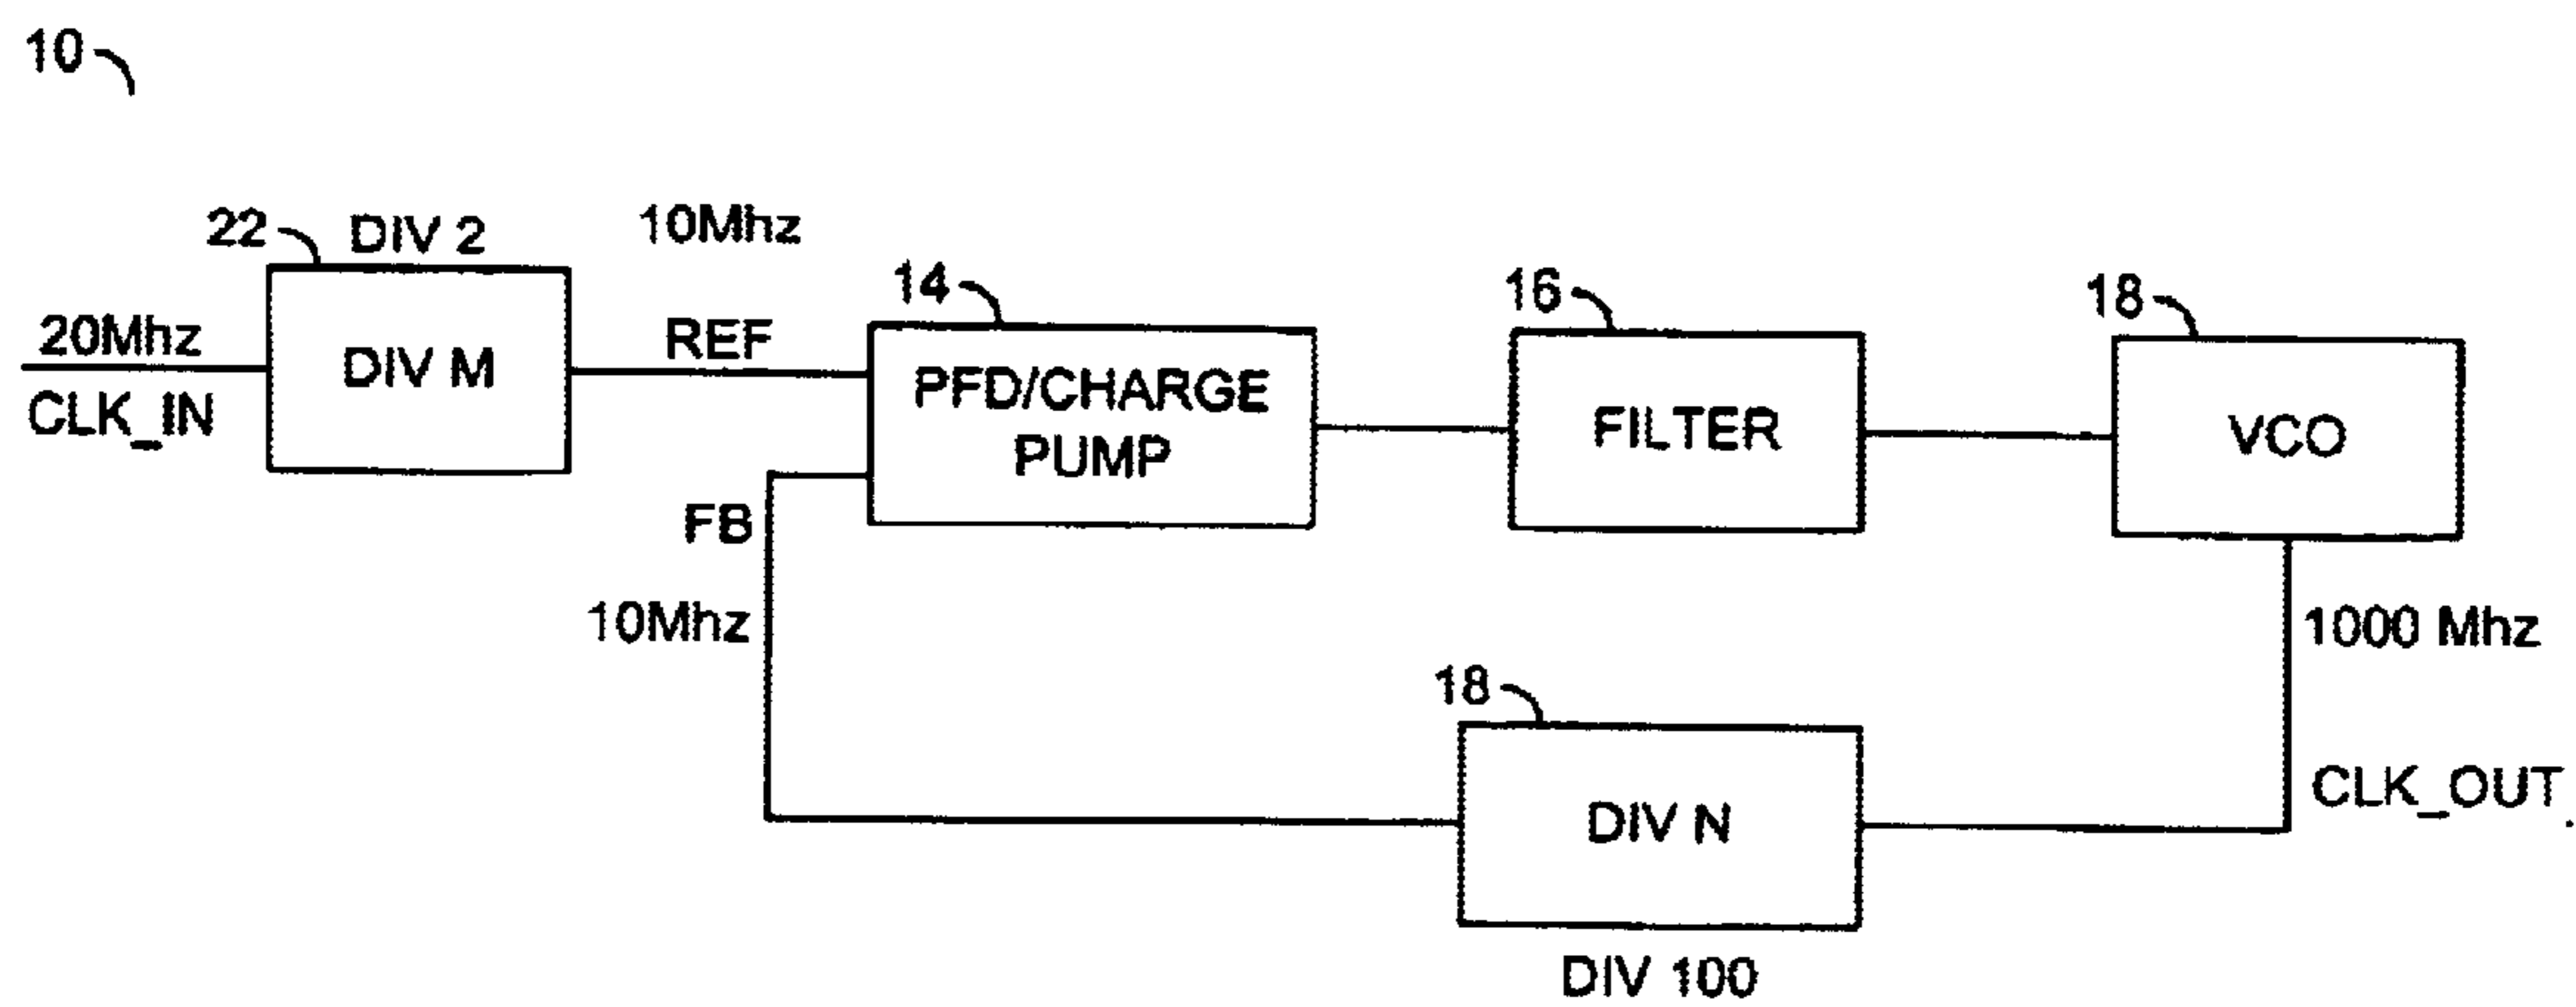 10
22
DIV 2
10Mhz
20Mhz
CLK_IN
DIV M
REF
14
PFD/CHARGE
PUMP
16
FILTER
18
VCO
FB
10Mhz
1000 Mhz
18
DIV N
CLK_OUT
DIV 100